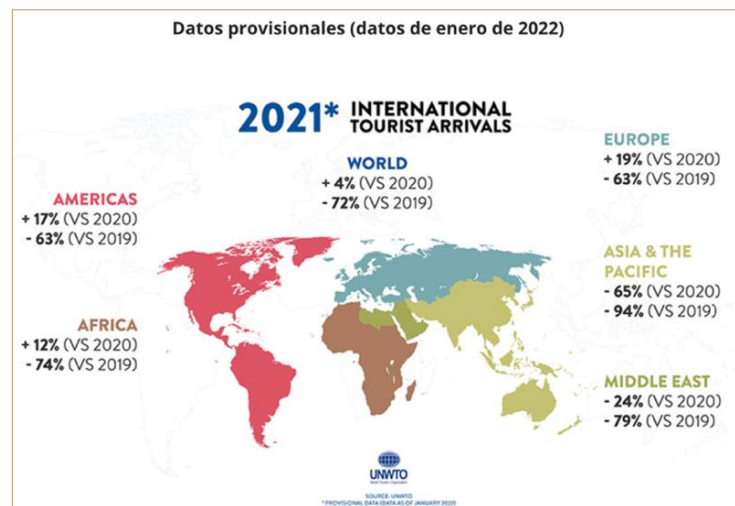 Datos provisionales (datos de enero de 2022)
2021* INTERNATIONAL
TOURIST ARRIVALS
WORLD
+ 4% (VS 2020)
- 72% (VS 2019)
EUROPE
+ 19% (VS 2020)
- 63% (VS 2019)
AMERICAS
+ 17% (VS 2020)
- 63% (VS 2019)
ASIA & THE
PACIFIC
- 65% (VS 2020)
- 94% (VS 2019)
AFRICA
+ 12% (VS 2020)
- 74% (VS 2019)
MIDDLE EAST
- 24% (VS 2020)
- 79% (VS 2019)
UNWTO
World Tourism Organization
SOURCE: UNWTO
* PROVISIONAL DATA (DATA AS OF JANUARY 2022)